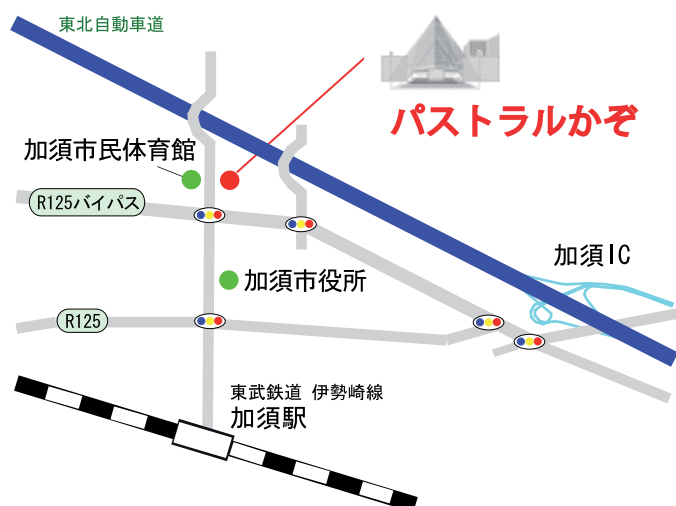 東北自動車道
パストラルかぞ
加須市民体育館
R125バイパス
加須IC
加須市役所
R125
東武鉄道 伊勢崎線
加須駅